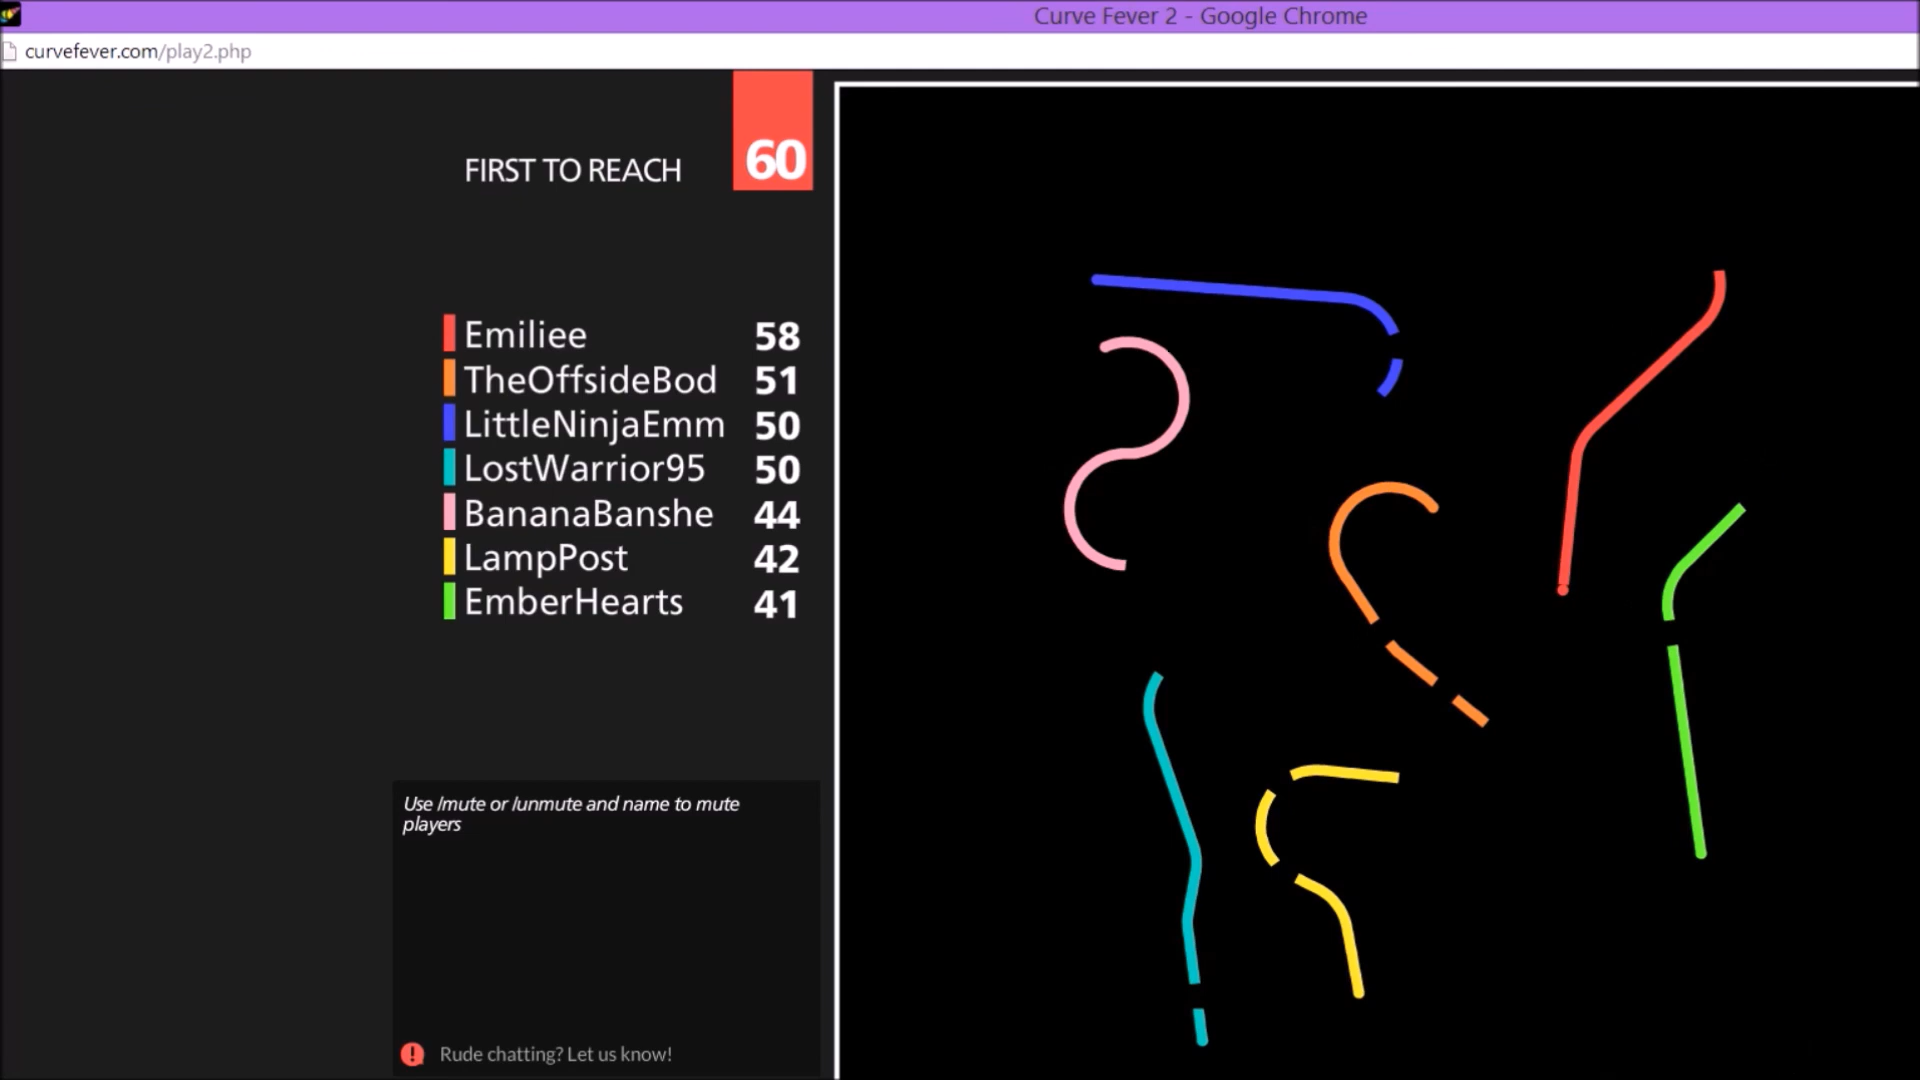 Curve Fever 2 - Google Chrome
curvefever.com/play2.php
FIRST TO REACH 60
Emiliee 58
TheOffsideBod 51
LittleNinjaEmm 50
LostWarrior95 50
BananaBanshe 44
LampPost 42
EmberHearts 41
Use /mute or /unmute and name to mute
players
Rude chatting? Let us know!